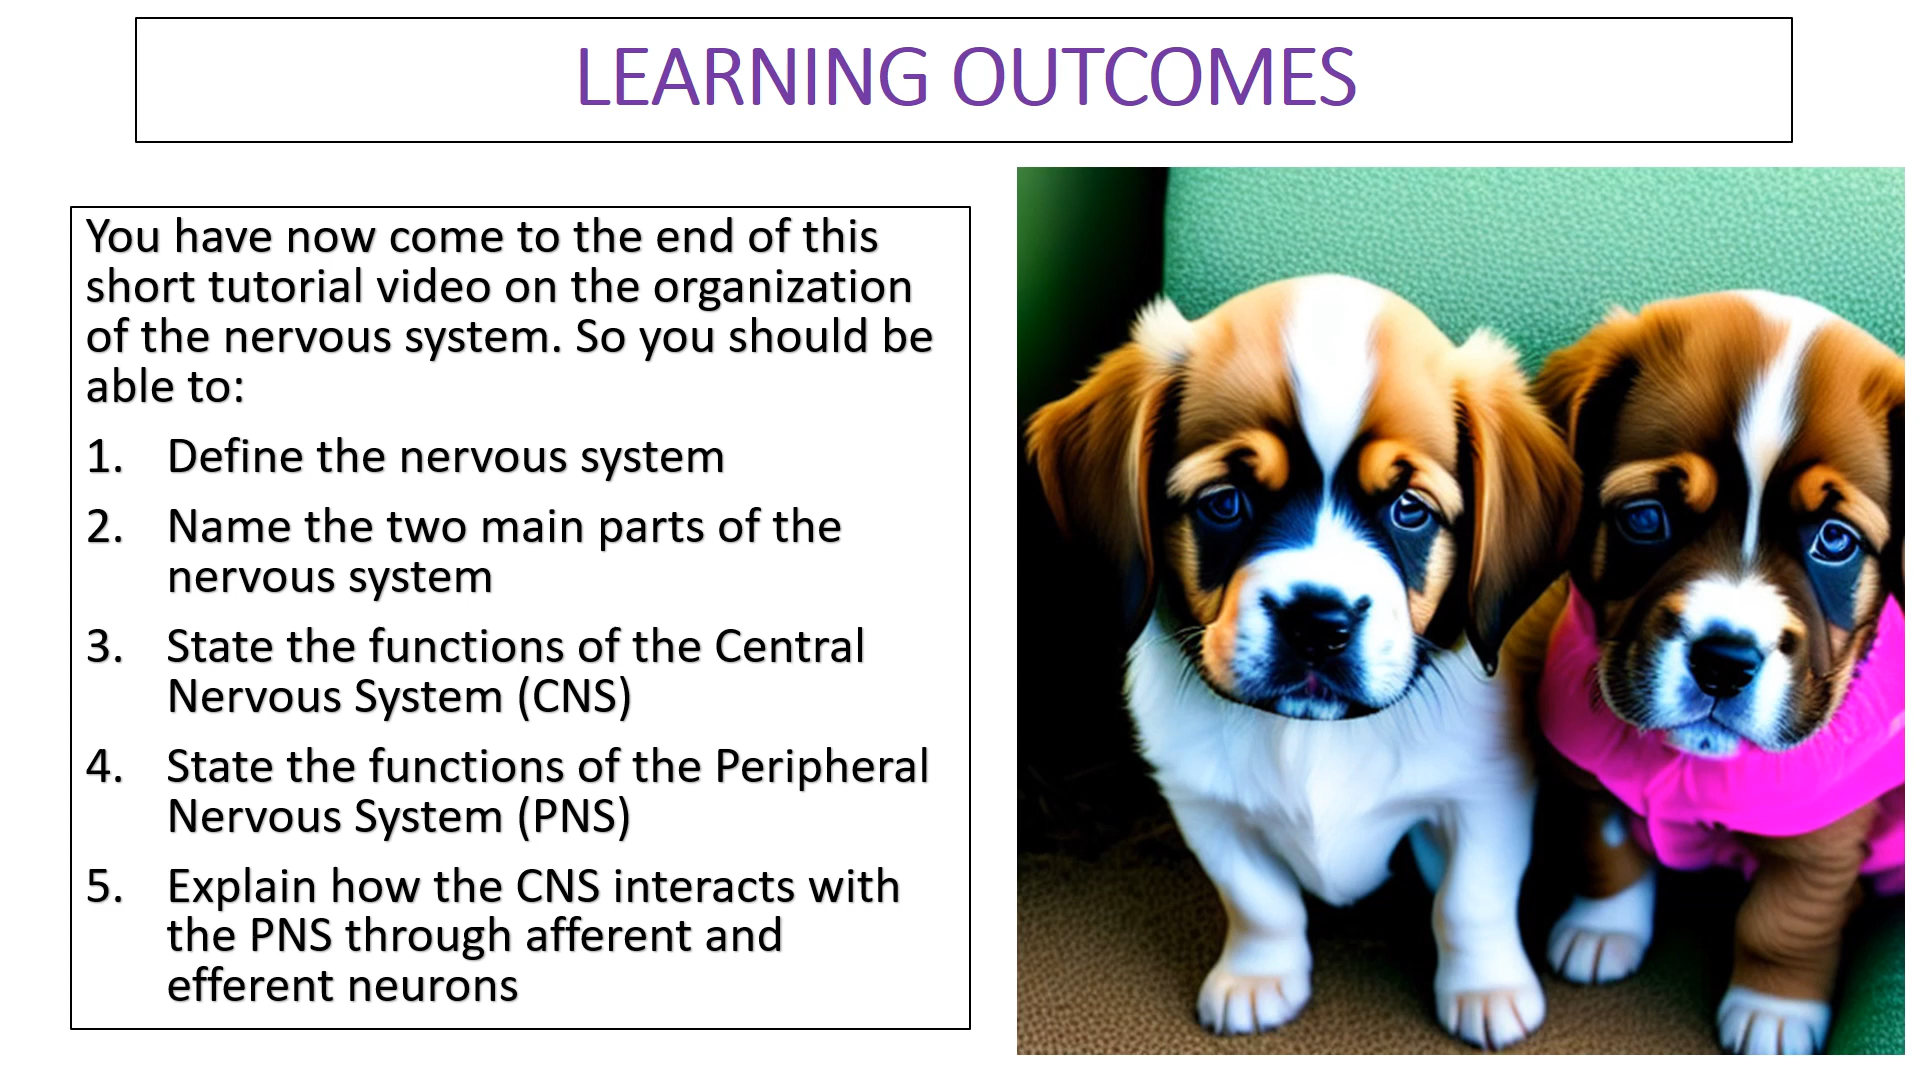 LEARNING OUTCOMES
You have now come to the end of this
short tutorial video on the organization
of the nervous system. So you should be
able to:
1. Define the nervous system
2. Name the two main parts of the
nervous system
3. State the functions of the Central
Nervous System (CNS)
4. State the functions of the Peripheral
Nervous System (PNS)
5. Explain how the CNS interacts with
the PNS through afferent and
efferent neurons